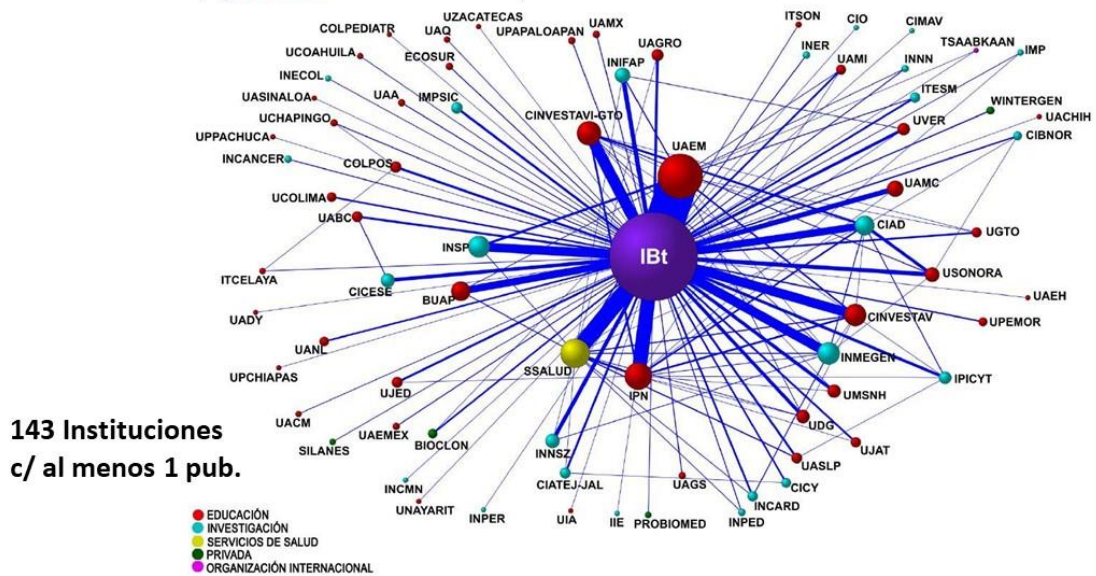 UZACATECAS
UAMX
ITSON
CIO
CIMAV
COLPEDIATR
UAQ
UPAPALOAPAN
UAGRO
INER
TSAABKAAN
IMP
UCOAHUILA
ECOSUR
INIFAP
UAMI
INNN
INECOL
ITESM
UASINALOA
UAA
IMPSIC
WINTERGEN
UCHAPINGO
CINVESTAVI-GTO
UVER
UACHIH
UPPACHUCA
UAEM
CIBNOR
INCANCER
COLPOS
UAMC
UCOLIMA
UABC
CIAD
UGTO
INSP
IBt
ITCELAYA
CICESE
BUAP
USONORA
UADY
UAEH
CINVESTAV
UPEMOR
UANL
SSALUD
INMEGEN
UPCHIAPAS
IPN
IPICYT
UJED
UMSNH
UACM
UAEMEX
UDG
143 Instituciones
c/ al menos 1 pub.
SILANES
BIOCLON
INNSZ
UJAT
UASLP
INCMN
CIATEJ-JAL
UAGS
CICY
UNAYARIT
INPER
UIA
IIE
PROBIOMED
INPED
INCARD
EDUCACIÓN
INVESTIGACIÓN
SERVICIOS DE SALUD
PRIVADA
ORGANIZACIÓN INTERNACIONAL